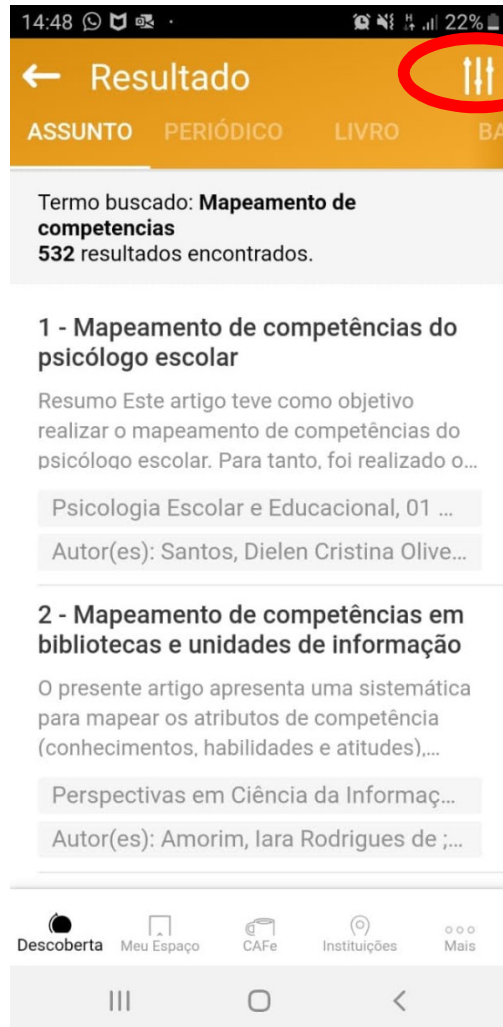 14:48
22%
Resultado
ASSUNTO PERIÓDICO LIVRO BA
Termo buscado: Mapeamento de
competencias
532 resultados encontrados.
1 - Mapeamento de competências do
psicólogo escolar
Resumo Este artigo teve como objetivo
realizar o mapeamento de competências do
psicólogo escolar. Para tanto, foi realizado o...
Psicologia Escolar e Educacional, 01 ...
Autor(es): Santos, Dielen Cristina Olive...
2 - Mapeamento de competências em
bibliotecas e unidades de informação
O presente artigo apresenta uma sistemática
para mapear os atributos de competência
(conhecimentos, habilidades e atitudes),...
Perspectivas em Ciência da Informaç...
Autor(es): Amorim, Iara Rodrigues de ;...
Descoberta Meu Espaço CAFe Instituições Mais